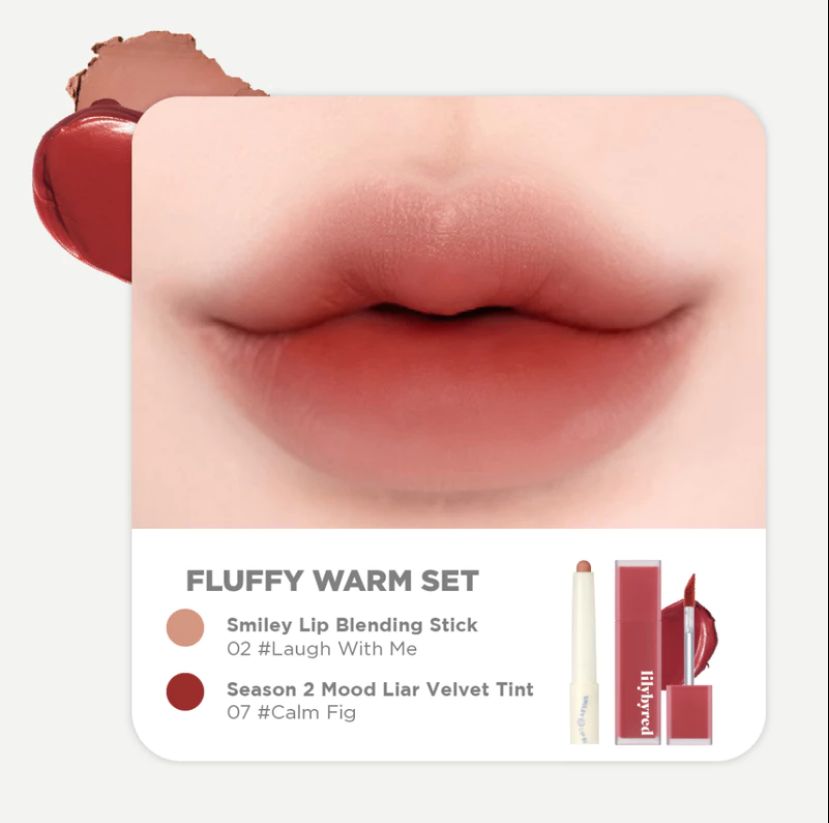 FLUFFY WARM SET
Smiley Lip Blending Stick
02 #Laugh With Me
Season 2 Mood Liar Velvet Tint
07 #Calm Fig
lilybyred